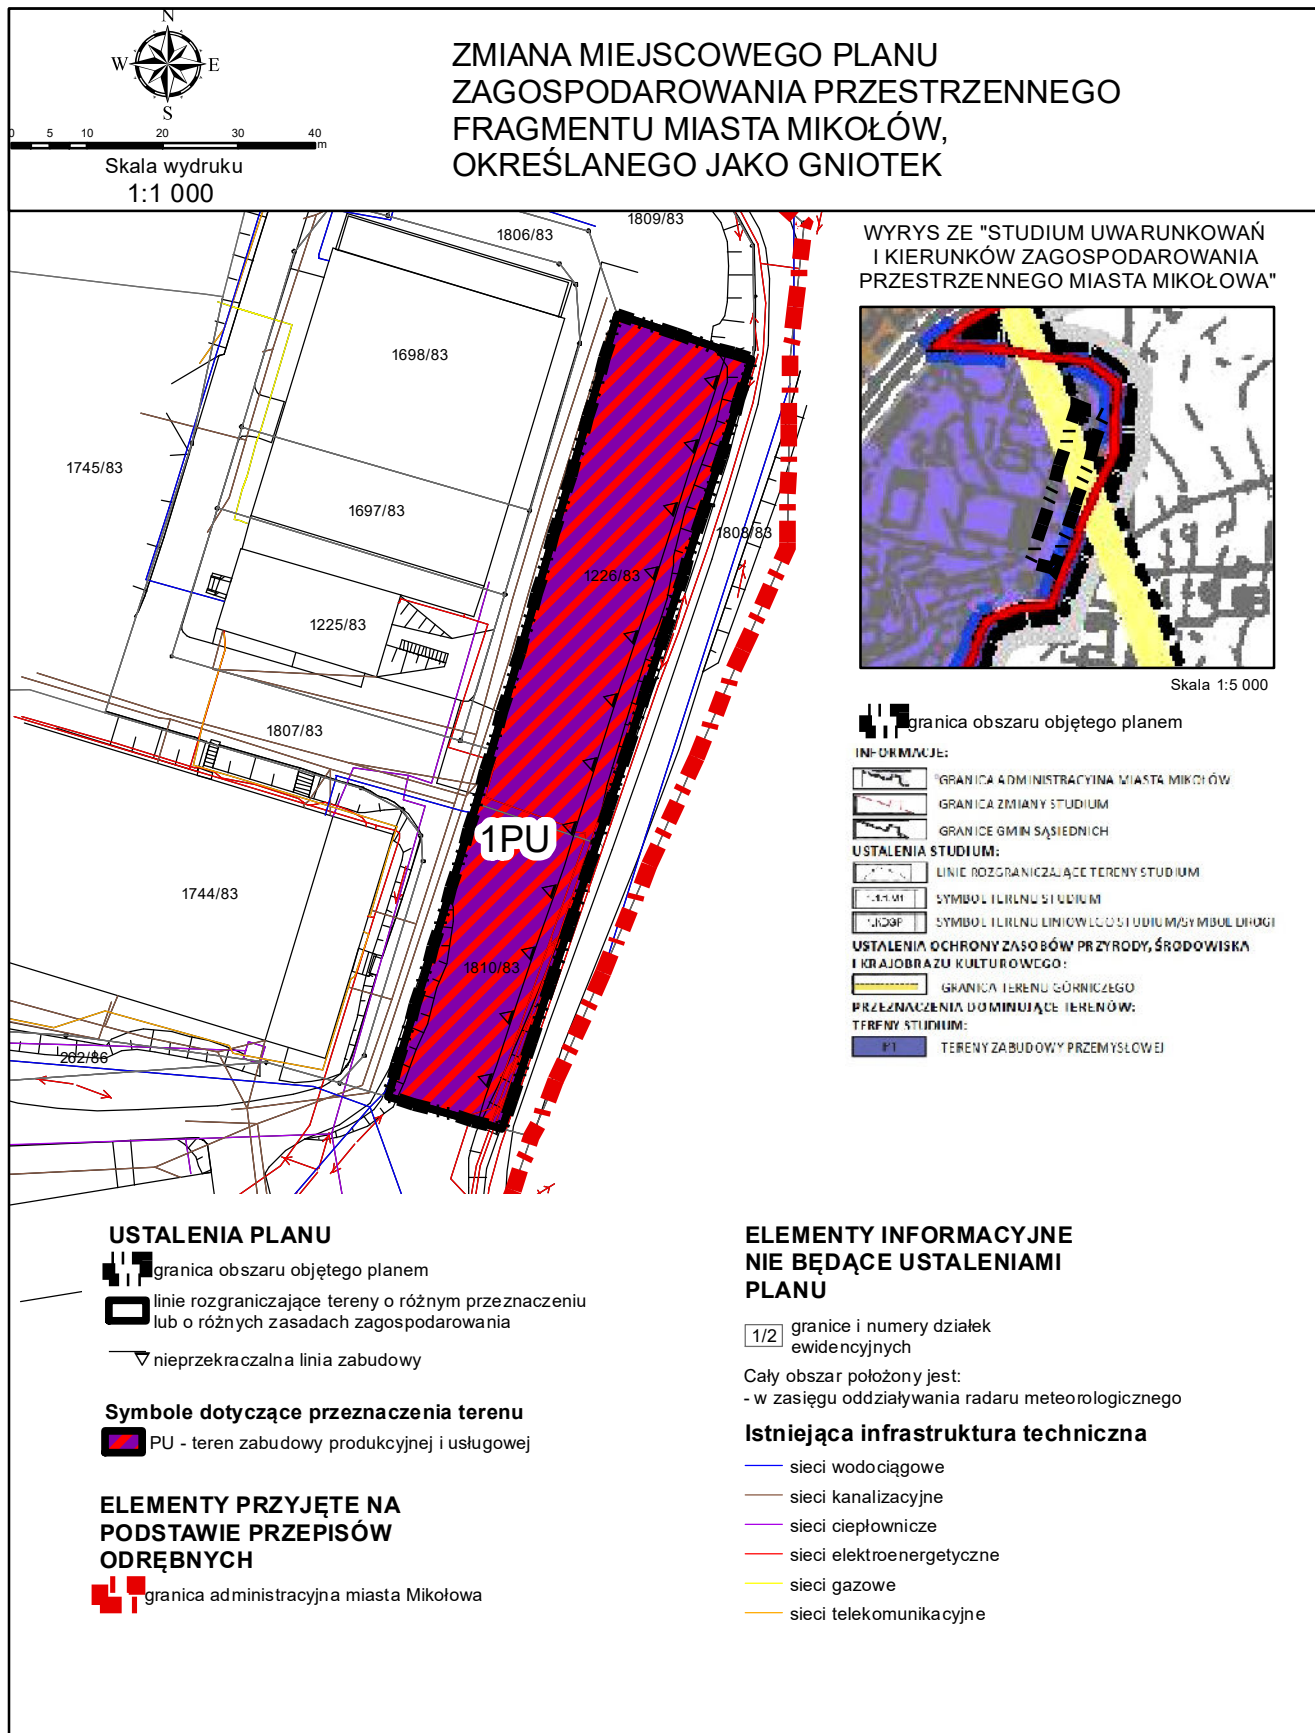 N
W
E
S
0 5 10 20 30 40
m
Skala wydruku
1:1 000
ZMIANA MIEJSCOWEGO PLANU
ZAGOSPODAROWANIA PRZESTRZENNEGO
FRAGMENTU MIASTA MIKOŁÓW,
OKREŚLANEGO JAKO GNIOTEK
1809/83
1806/83
1698/83
1745/83
1697/83
1808/83
1226/83
1225/83
1807/83
1PU
1744/83
1810/83
262/86
WYRYS ZE "STUDIUM UWARUNKOWAŃ
I KIERUNKÓW ZAGOSPODAROWANIA
PRZESTRZENNEGO MIASTA MIKOŁOWA"
Skala 1:5 000
granica obszaru objętego planem
INFORMACJE:
GRANICA ADMINISTRACYJNA MIASTA MIKOŁÓW
GRANICA ZMIANY STUDIUM
GRANICE GMIN SĄSIEDNICH
USTALENIA STUDIUM:
LINIE ROZGRANICZAJĄCE TERENY STUDIUM
SYMBOL TERENU STUDIUM
SYMBOL TERENU LINIOWEGO STUDIUM/SYMBOL DROGI
USTALENIA OCHRONY ZASOBÓW PRZYRODY, ŚRODOWISKA
I KRAJOBRAZU KULTUROWEGO:
GRANICA TERENU GÓRNICZEGO
PRZEZNACZENIA DOMINUJĄCE TERENÓW:
TERENY STUDIUM:
TERENY ZABUDOWY PRZEMYSŁOWEJ
USTALENIA PLANU
granica obszaru objętego planem
linie rozgraniczające tereny o różnym przeznaczeniu
lub o różnych zasadach zagospodarowania
nieprzekraczalna linia zabudowy
Symbole dotyczące przeznaczenia terenu
PU - teren zabudowy produkcyjnej i usługowej
ELEMENTY PRZYJĘTE NA
PODSTAWIE PRZEPISÓW
ODRĘBNYCH
granica administracyjna miasta Mikołowa
ELEMENTY INFORMACYJNE
NIE BĘDĄCE USTALENIAMI
PLANU
1/2 granice i numery działek
ewidencyjnych
Cały obszar położony jest:
- w zasięgu oddziaływania radaru meteorologicznego
Istniejąca infrastruktura techniczna
sieci wodociągowe
sieci kanalizacyjne
sieci ciepłownicze
sieci elektroenergetyczne
sieci gazowe
sieci telekomunikacyjne